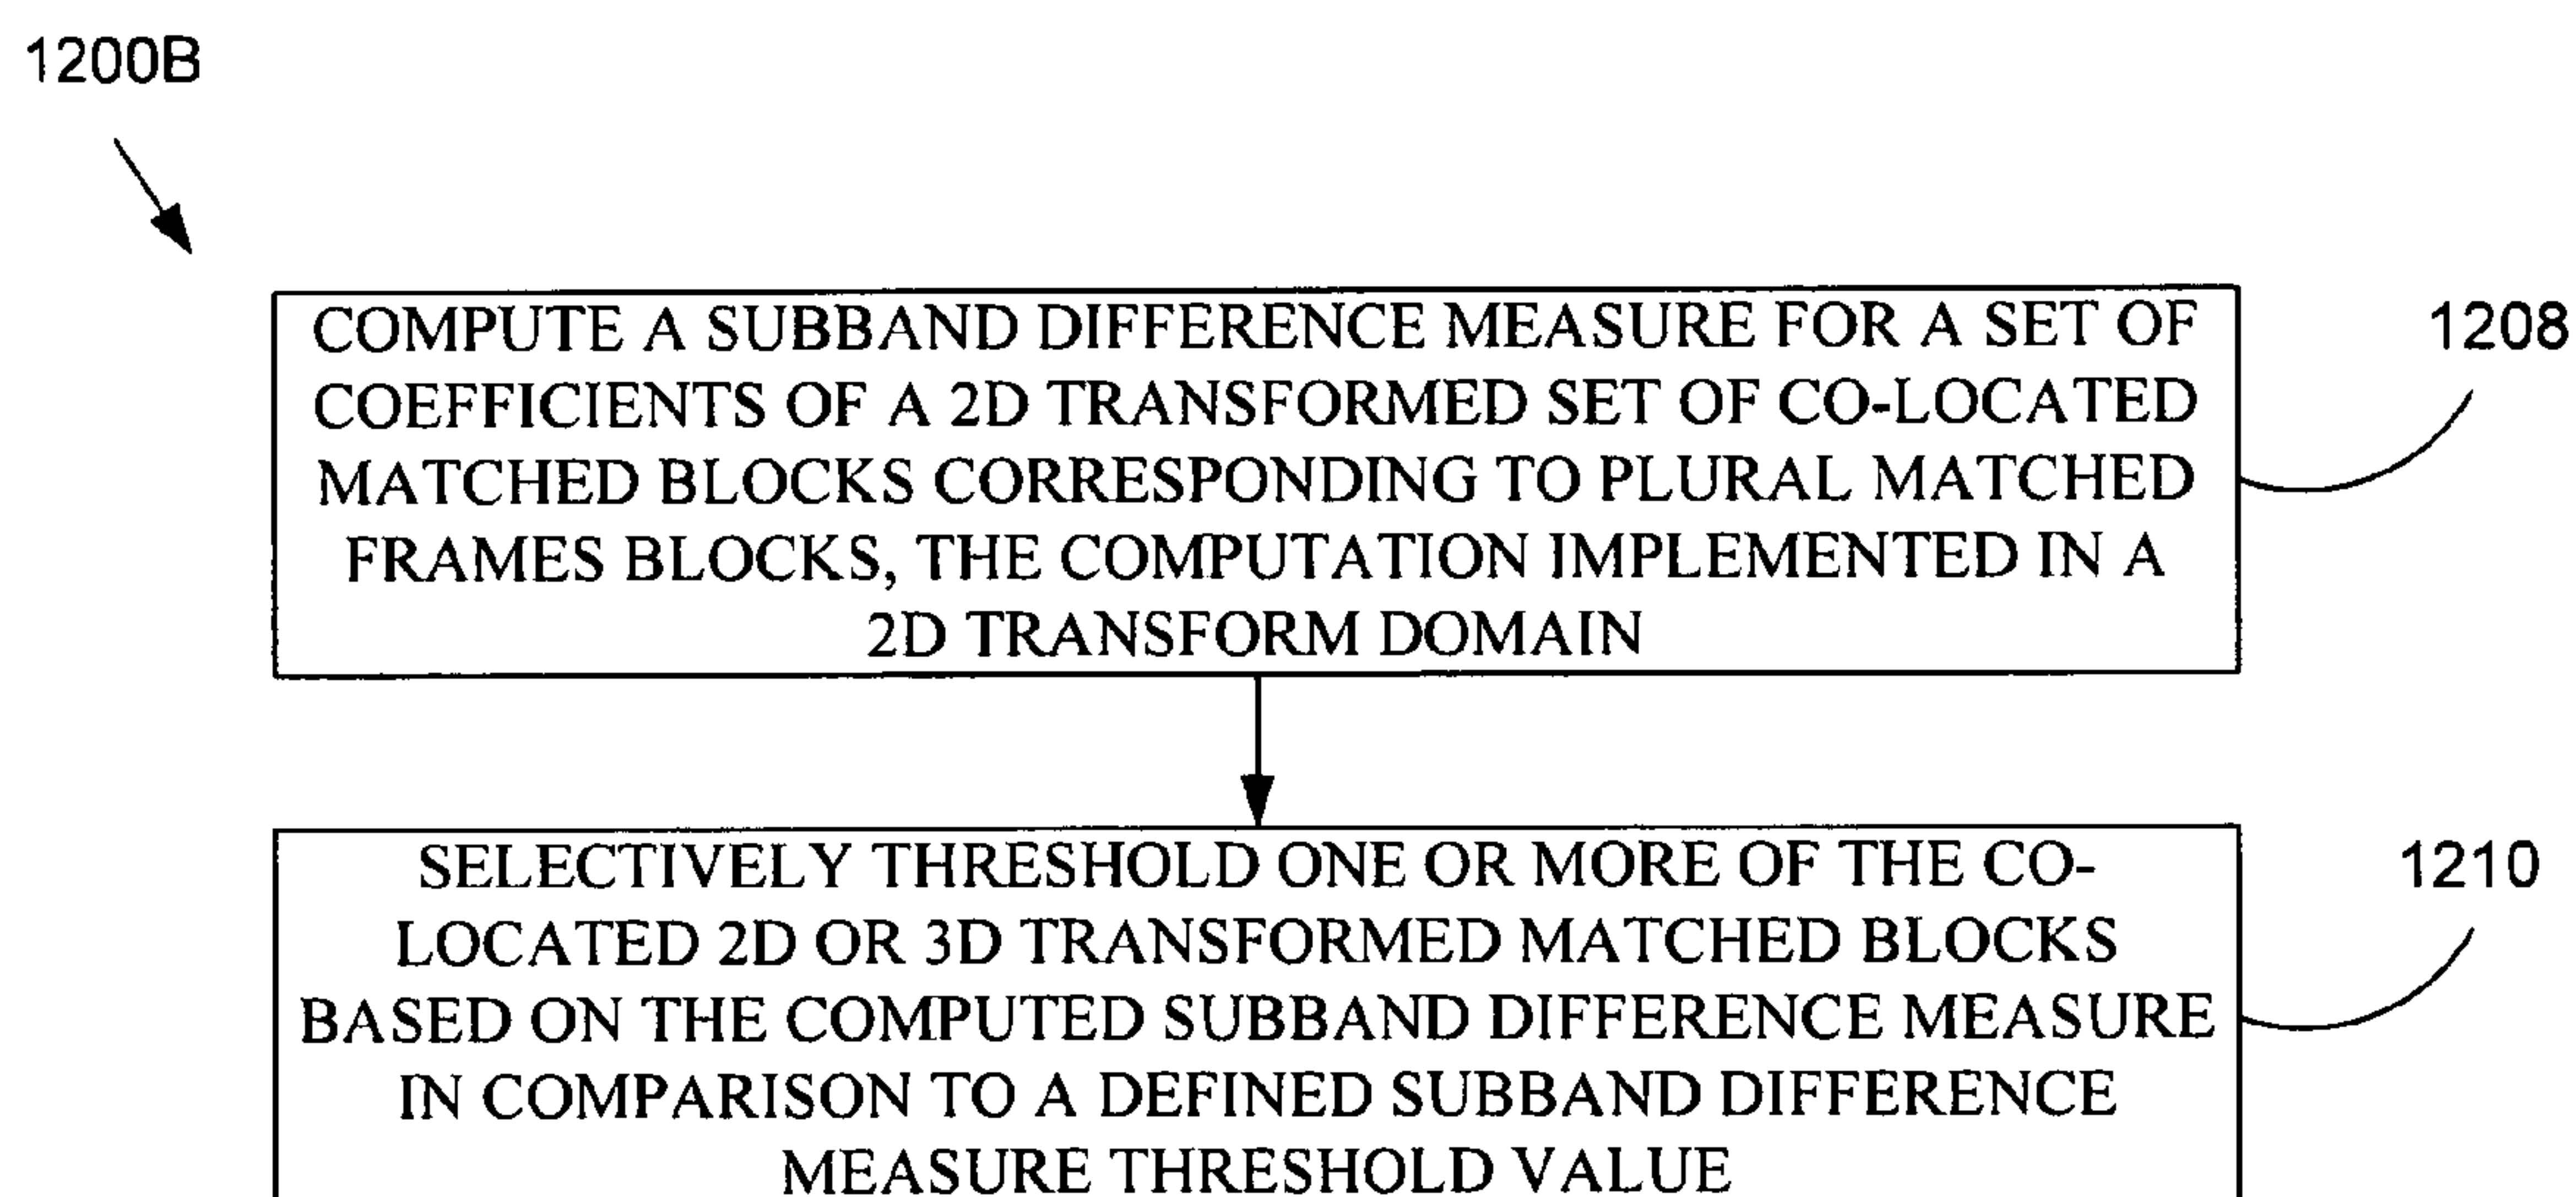 1200B
COMPUTE A SUBBAND DIFFERENCE MEASURE FOR A SET OF
COEFFICIENTS OF A 2D TRANSFORMED SET OF CO-LOCATED
MATCHED BLOCKS CORRESPONDING TO PLURAL MATCHED
FRAMES BLOCKS, THE COMPUTATION IMPLEMENTED IN A
2D TRANSFORM DOMAIN
1208
SELECTIVELY THRESHOLD ONE OR MORE OF THE CO-
LOCATED 2D OR 3D TRANSFORMED MATCHED BLOCKS
BASED ON THE COMPUTED SUBBAND DIFFERENCE MEASURE
IN COMPARISON TO A DEFINED SUBBAND DIFFERENCE
MEASURE THRESHOLD VALUE
1210